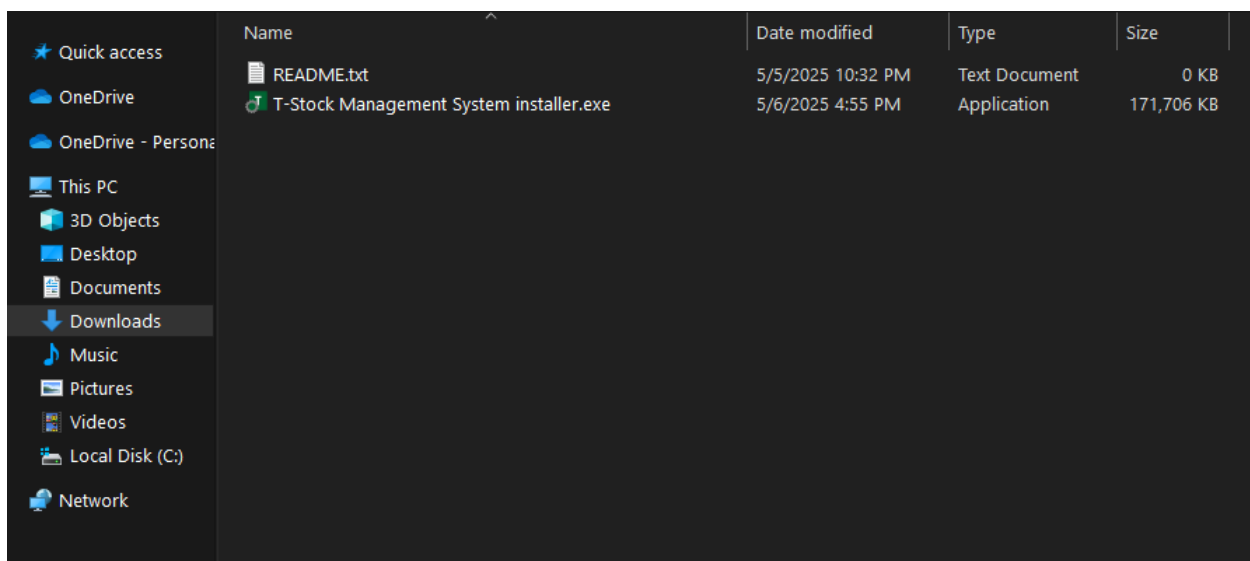 Name Date modified Type Size
Quick access
OneDrive
OneDrive - Persona
This PC
3D Objects
Desktop
Documents
Downloads
Music
Pictures
Videos
Local Disk (C:)
Network
README.txt 5/5/2025 10:32 PM Text Document 0 KB
T-Stock Management System installer.exe 5/6/2025 4:55 PM Application 171,706 KB